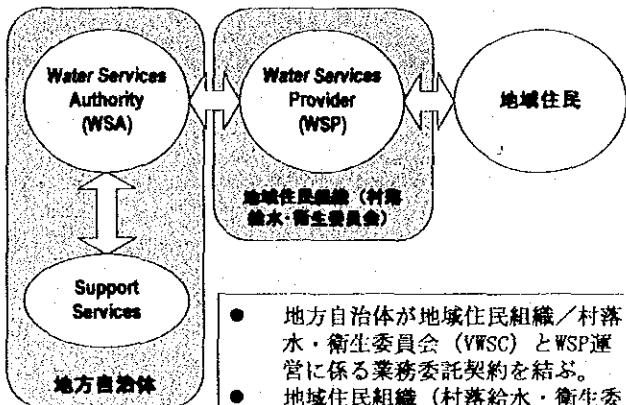 Water Services
Authority
(WSA)
Water Services
Provider
(WSP)
地域住民
地域住民組織（村落
給水・衛生委員会）
Support
Services
地方自治体
● 地方自治体が地域住民組織／村落
水・衛生委員会（VWSC）とWSP運
営に係る業務委託契約を結ぶ。
● 地域住民組織（村落給水・衛生委